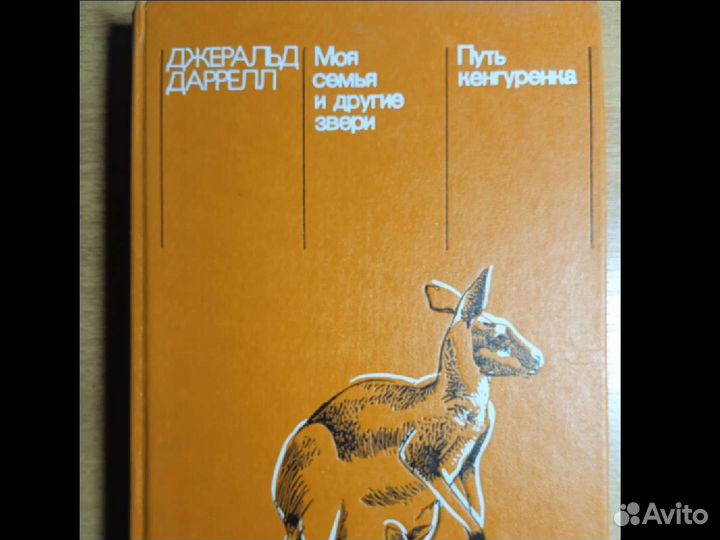 ДЖЕРАЛЬД
ДАРРЕЛЛ
Моя
семья
и другие
звери
Путь
кенгуренка
Avito